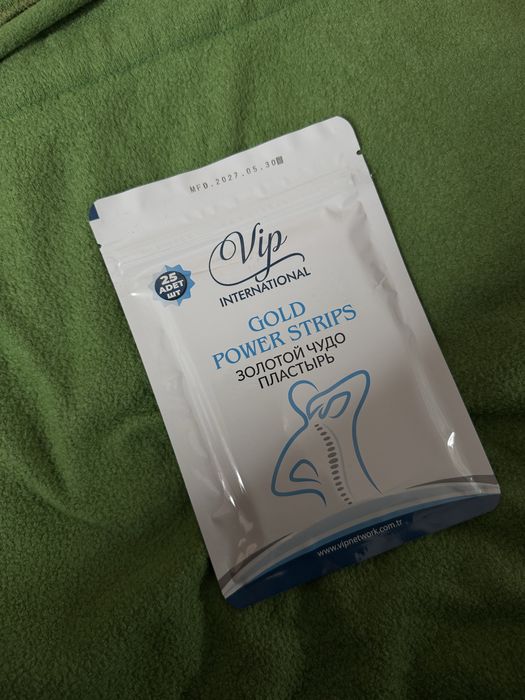 MFD.2027.05.30
Vip
INTERNATIONAL
25
ADET
шт
GOLD
POWER STRIPS
ЗОЛОТОЙ ЧУДО
ПЛАСТЫРЬ
www.vipnetwork.com.tr